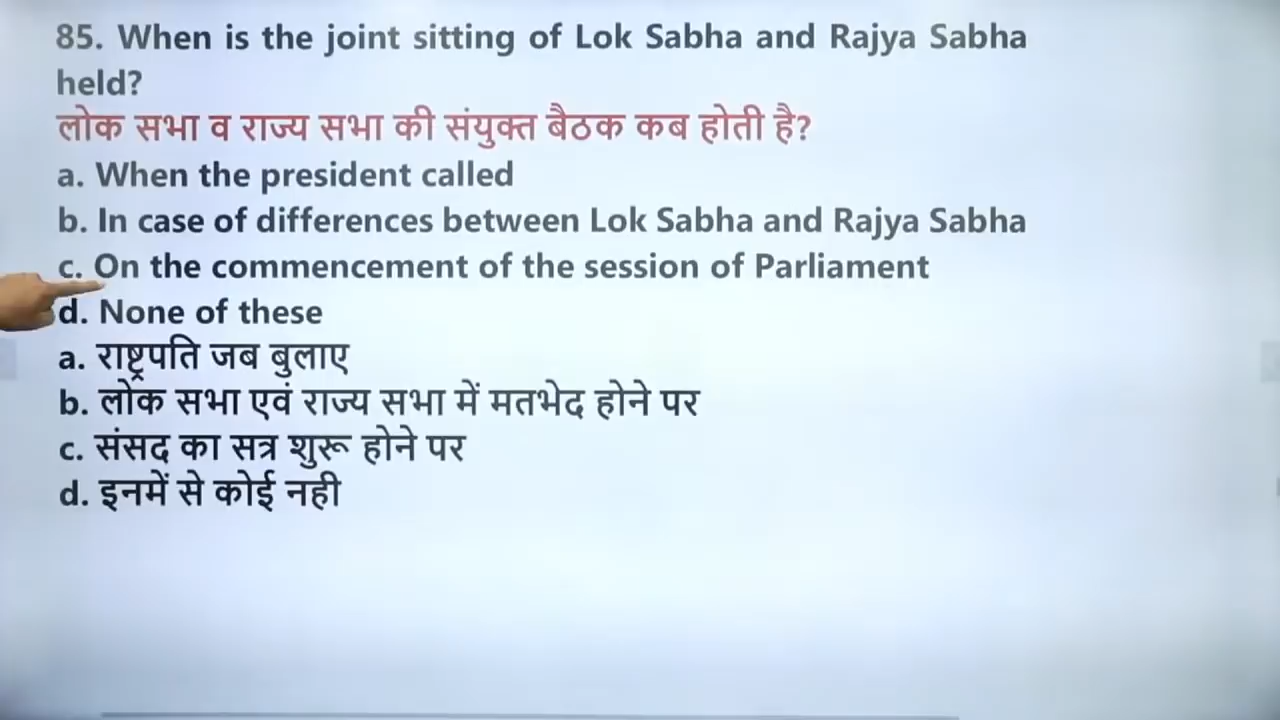 85. When is the joint sitting of Lok Sabha and Rajya Sabha
held?
लोक सभा व राज्य सभा की संयुक्त बैठक कब होती है?
a. When the president called
b. In case of differences between Lok Sabha and Rajya Sabha
c. On the commencement of the session of Parliament
d. None of these
a. राष्ट्रपति जब बुलाए
b. लोक सभा एवं राज्य सभा में मतभेद होने पर
c. संसद का सत्र शुरू होने पर
d. इनमें से कोई नही